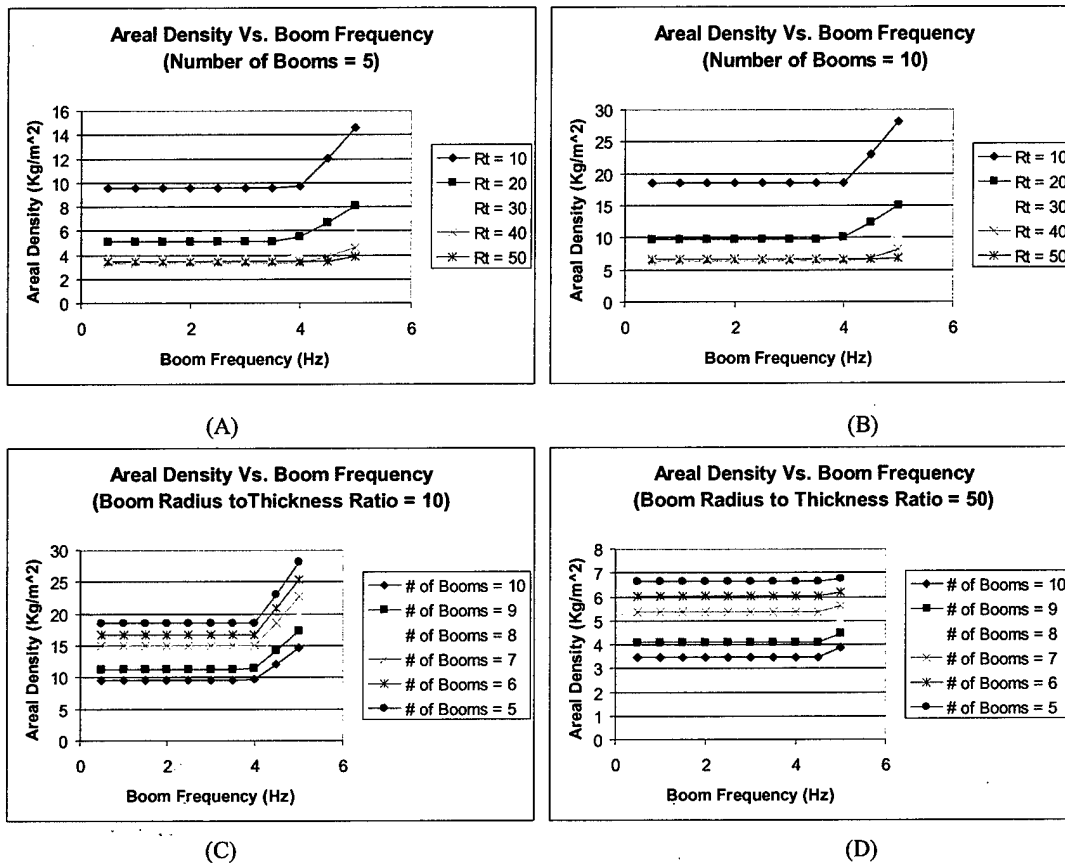 Areal Density Vs. Boom Frequency
(Number of Booms = 5)
Areal Density (Kg/m^2)
16
14
12
10
8
6
4
2
0
0
2
4
6
Boom Frequency (Hz)
Rt = 10
Rt = 20
Rt = 30
Rt = 40
Rt = 50
(A)
Areal Density Vs. Boom Frequency
(Number of Booms = 10)
Areal Density (Kg/m^2)
30
25
20
15
10
5
0
0
2
4
6
Boom Frequency (Hz)
Rt = 10
Rt = 20
Rt = 30
Rt = 40
Rt = 50
(B)
Areal Density Vs. Boom Frequency
(Boom Radius toThickness Ratio = 10)
Areal Density (Kg/m^2)
30
25
20
15
10
5
0
0
2
4
6
Boom Frequency (Hz)
# of Booms = 10
# of Booms = 9
# of Booms = 8
# of Booms = 7
# of Booms = 6
# of Booms = 5
(C)
Areal Density Vs. Boom Frequency
(Boom Radius to Thickness Ratio = 50)
Areal Density (Kg/m^2)
8
7
6
5
4
3
2
1
0
0
2
4
6
Boom Frequency (Hz)
# of Booms = 10
# of Booms = 9
# of Booms = 8
# of Booms = 7
# of Booms = 6
# of Booms = 5
(D)